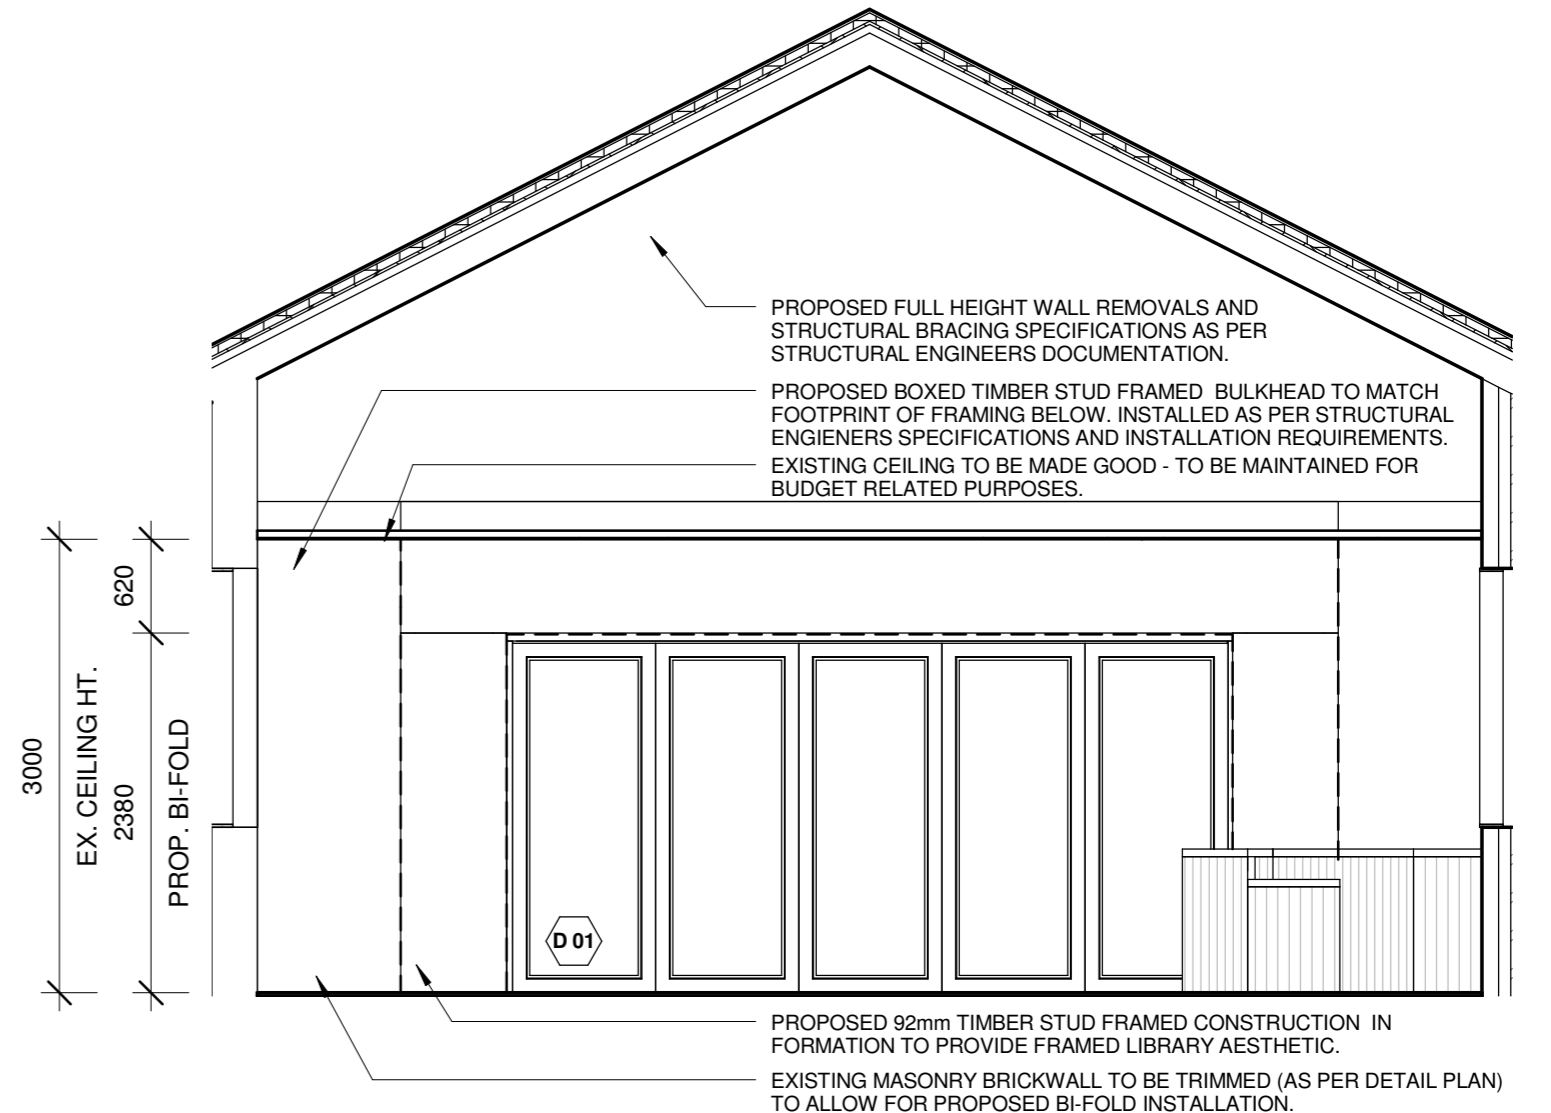 PROPOSED FULL HEIGHT WALL REMOVALS AND
STRUCTURAL BRACING SPECIFICATIONS AS PER
STRUCTURAL ENGINEERS DOCUMENTATION.
PROPOSED BOXED TIMBER STUD FRAMED BULKHEAD TO MATCH
FOOTPRINT OF FRAMING BELOW. INSTALLED AS PER STRUCTURAL
ENGIENERS SPECIFICATIONS AND INSTALLATION REQUIREMENTS.
EXISTING CEILING TO BE MADE GOOD - TO BE MAINTAINED FOR
BUDGET RELATED PURPOSES.
3000
EX. CEILING HT.
620
2380
PROP. BI-FOLD
D 01
PROPOSED 92mm TIMBER STUD FRAMED CONSTRUCTION IN
FORMATION TO PROVIDE FRAMED LIBRARY AESTHETIC.
EXISTING MASONRY BRICKWALL TO BE TRIMMED (AS PER DETAIL PLAN)
TO ALLOW FOR PROPOSED BI-FOLD INSTALLATION.